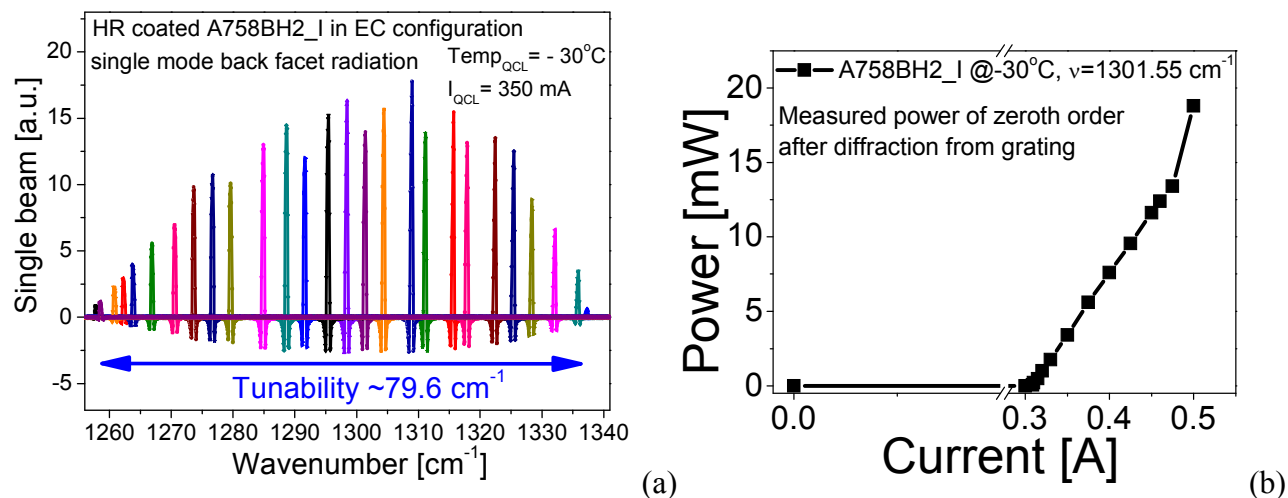 HR coated A758BH2_I in EC configuration
single mode back facet radiation
Temp_QCL= - 30°C
I_QCL= 350 mA
Single beam [a.u.]
20
15
10
5
0
-5
Tunability ~79.6 cm⁻¹
1260 1270 1280 1290 1300 1310 1320 1330 1340
Wavenumber [cm⁻¹]
(a)
A758BH2_I @-30°C, ν=1301.55 cm⁻¹
Measured power of zeroth order
after diffraction from grating
Power [mW]
20
15
10
5
0
0.0 0.3 0.4 0.5
Current [A]
(b)